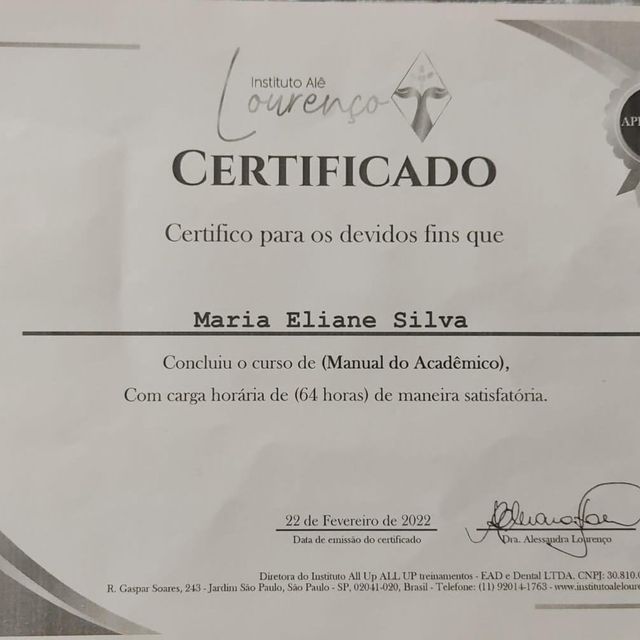 Instituto Alê
Lourenço
CERTIFICADO
Certifico para os devidos fins que
Maria Eliane Silva
Concluiu o curso de (Manual do Acadêmico),
Com carga horária de (64 horas) de maneira satisfatória.
22 de Fevereiro de 2022
Data de emissão do certificado
Dra. Alessandra Lourenço
Diretora do Instituto All Up ALL UP treinamentos - EAD e Dental LTDA. CNPJ: 30.810.
R. Gaspar Soares, 243 - Jardim São Paulo, São Paulo - SP, 02041-020, Brasil - Telefone: (11) 92014-1763 - www.institutoaleloure